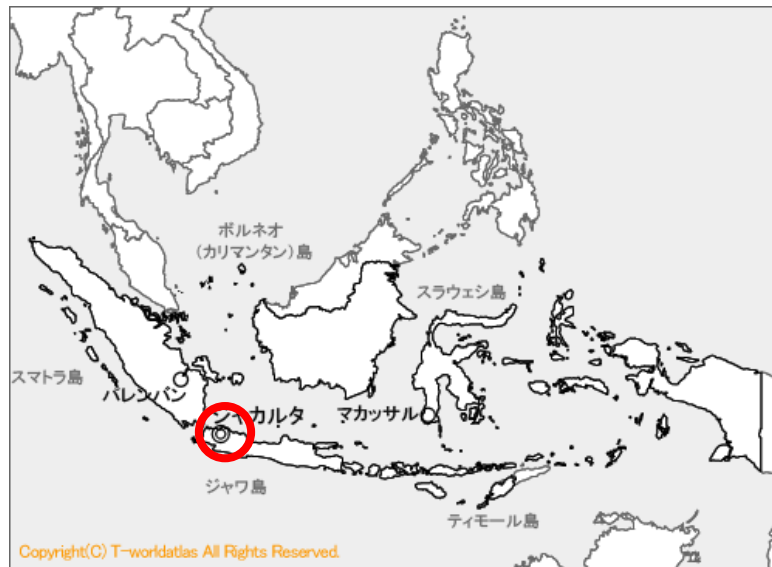 ボルネオ
(カリマンタン)島
スラウェシ島
スマトラ島
パレンバン
ジャカルタ
マカッサル
ジャワ島
ティモール島
Copyright(C) T-worldatlas All Rights Reserved.